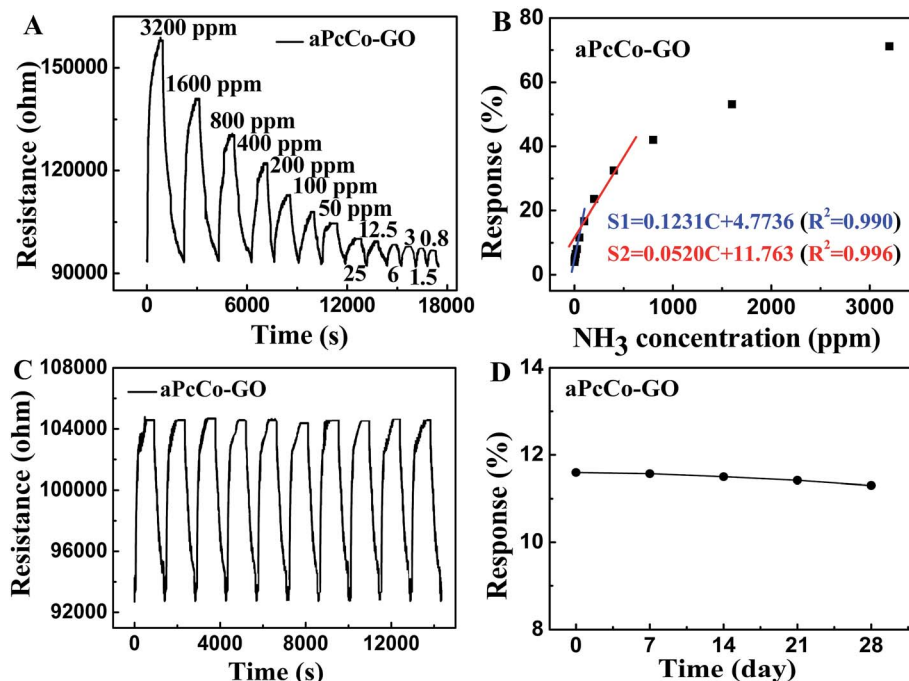 A
3200 ppm
aPcCo-GO
1600 ppm
800 ppm
400 ppm
200 ppm
100 ppm
50 ppm
12.5
3 0.8
25
6
1.5
150000
120000
90000
Resistance (ohm)
0 6000 12000 18000
Time (s)
B
aPcCo-GO
80
60
40
20
0
Response (%)
S1=0.1231C+4.7736 (R²=0.990)
S2=0.0520C+11.763 (R²=0.996)
0 1000 2000 3000
NH₃ concentration (ppm)
C
aPcCo-GO
108000
104000
100000
96000
92000
Resistance (ohm)
0 4000 8000 12000
Time (s)
D
aPcCo-GO
14
12
10
8
Response (%)
0 7 14 21 28
Time (day)